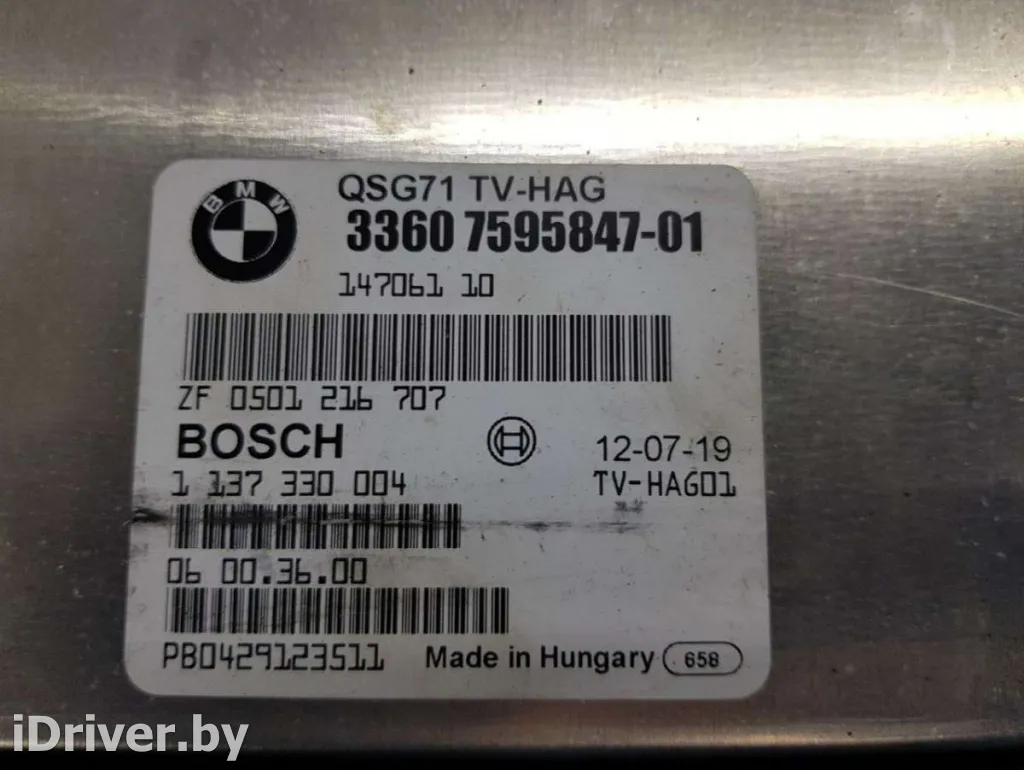 BMW
QSG71 TV-HAG
3360 7595847-01
147061 10
ZF 0501 216 707
BOSCH
12-07-19
1 137 330 004
TV-HAG01
06 00.36.00
PB0429123511
Made in Hungary 658
iDriver.by